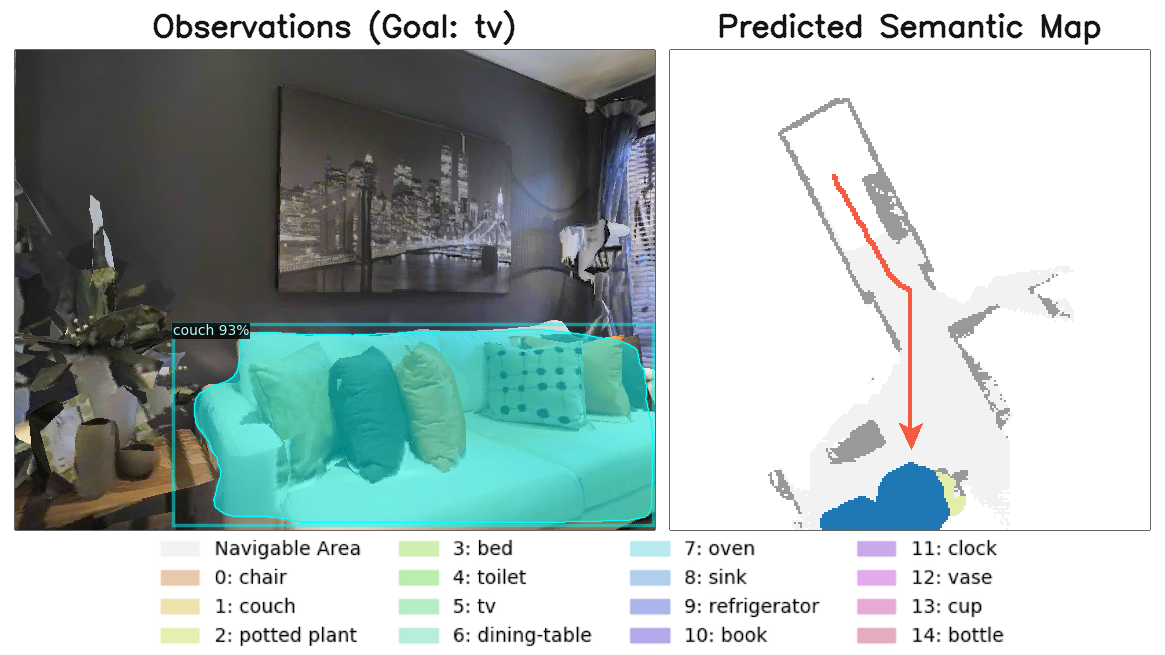 Observations (Goal: tv)
Predicted Semantic Map
couch 93%
Navigable Area
0: chair
1: couch
2: potted plant
3: bed
4: toilet
5: tv
6: dining-table
7: oven
8: sink
9: refrigerator
10: book
11: clock
12: vase
13: cup
14: bottle